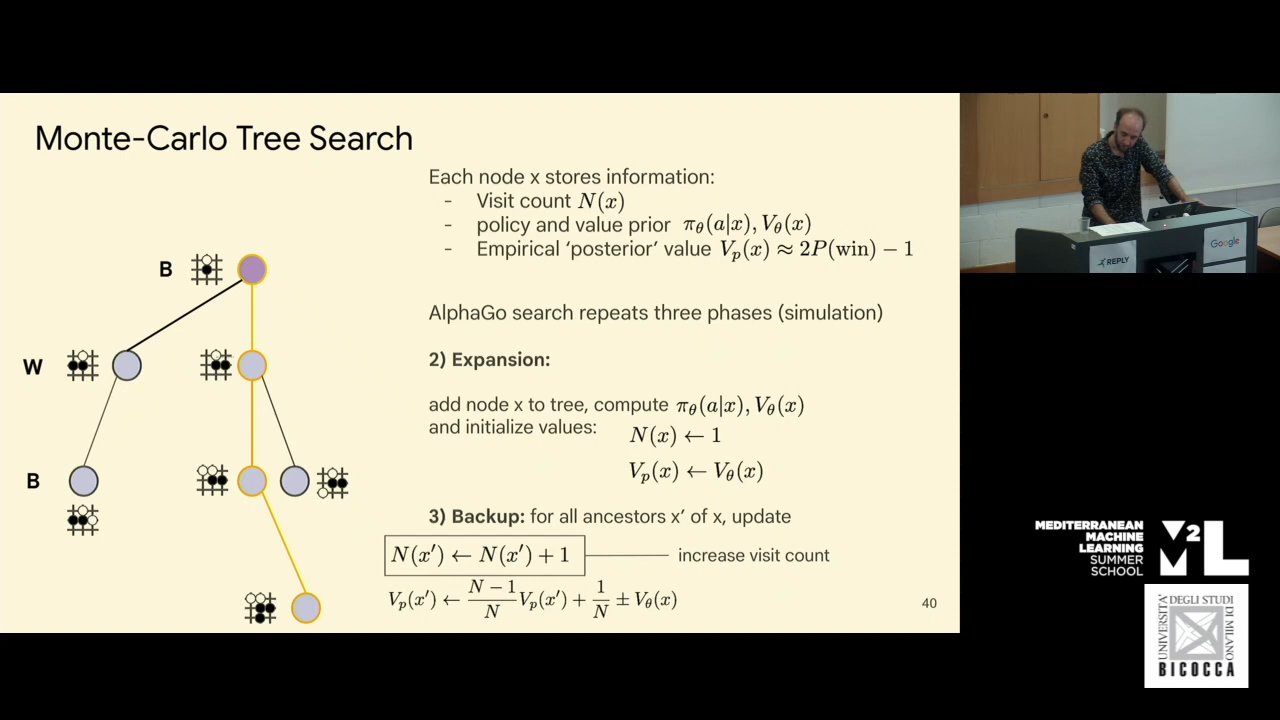 Monte-Carlo Tree Search
Each node x stores information:
- Visit count N(x)
- policy and value prior π_θ(a|x), V_θ(x)
- Empirical ‘posterior’ value V_p(x) ≈ 2P(win) − 1
AlphaGo search repeats three phases (simulation)
2) Expansion:
add node x to tree, compute π_θ(a|x), V_θ(x)
and initialize values:
N(x) ← 1
V_p(x) ← V_θ(x)
3) Backup: for all ancestors x’ of x, update
N(x′) ← N(x′) + 1
increase visit count
V_p(x′) ← (N − 1)/N V_p(x′) + 1/N ± V_θ(x)
B
W
B
40
REPLY
Google
MEDITERRANEAN
MACHINE
LEARNING
SUMMER
SCHOOL
M2L
UNIVERSITA'
DEGLI STUDI
DI MILANO
BICOCCA